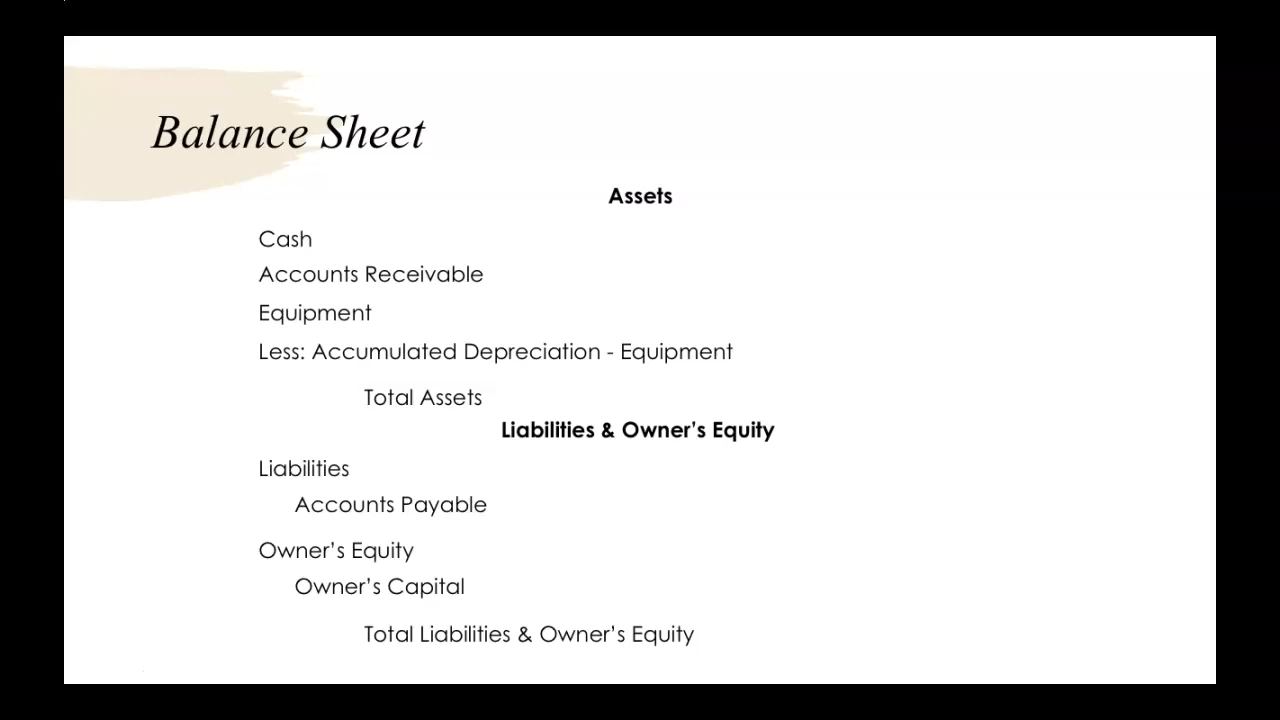 Balance Sheet
Assets
Cash
Accounts Receivable
Equipment
Less: Accumulated Depreciation - Equipment
Total Assets
Liabilities & Owner’s Equity
Liabilities
Accounts Payable
Owner’s Equity
Owner’s Capital
Total Liabilities & Owner’s Equity